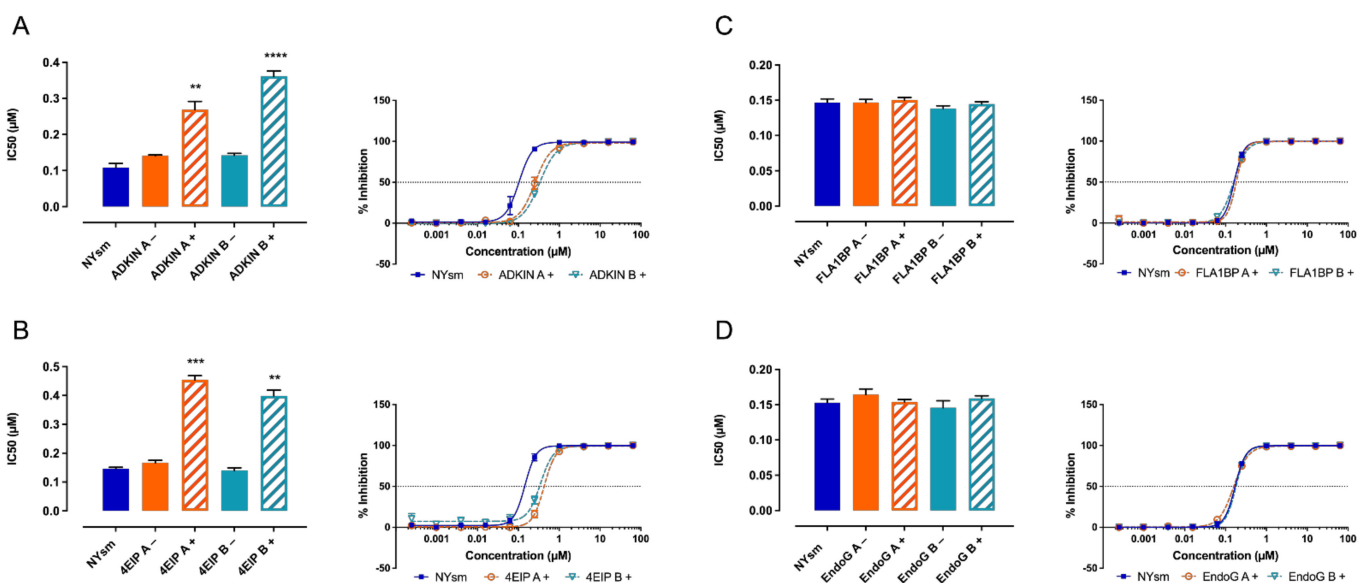 A
IC50 (µM)
0.4
0.3
0.2
0.1
0.0
**
****
NYsm
ADKIN A –
ADKIN A +
ADKIN B –
ADKIN B +
% Inhibition
150
100
50
0
-50
0.001
0.01
0.1
1
10
100
Concentration (µM)
NYsm ADKIN A + ADKIN B +
B
IC50 (µM)
0.5
0.4
0.3
0.2
0.1
0.0
***
**
NYsm
4EIP A –
4EIP A +
4EIP B –
4EIP B +
% Inhibition
150
100
50
0
-50
0.001
0.01
0.1
1
10
100
Concentration (µM)
NYsm 4EIP A + 4EIP B +
C
IC50 (µM)
0.20
0.15
0.10
0.05
0.00
NYsm
FLA1BP A –
FLA1BP A +
FLA1BP B –
FLA1BP B +
% Inhibition
150
100
50
0
-50
0.001
0.01
0.1
1
10
100
Concentration (µM)
NYsm FLA1BP A + FLA1BP B +
D
IC50 (µM)
0.20
0.15
0.10
0.05
0.00
NYsm
EndoG A –
EndoG A +
EndoG B –
EndoG B +
% Inhibition
150
100
50
0
-50
0.001
0.01
0.1
1
10
100
Concentration (µM)
NYsm EndoG A + EndoG B +